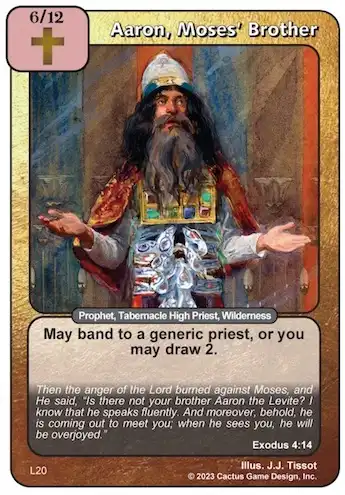 6/12
Aaron, Moses' Brother
Prophet, Tabernacle High Priest, Wilderness
May band to a generic priest, or you
may draw 2.
Then the anger of the Lord burned against Moses, and
He said, "Is there not your brother Aaron the Levite? I
know that he speaks fluently. And moreover, behold, he
is coming out to meet you; when he sees you, he will
be overjoyed."
Exodus 4:14
Illus. J.J. Tissot
L20
© 2023 Cactus Game Design, Inc.